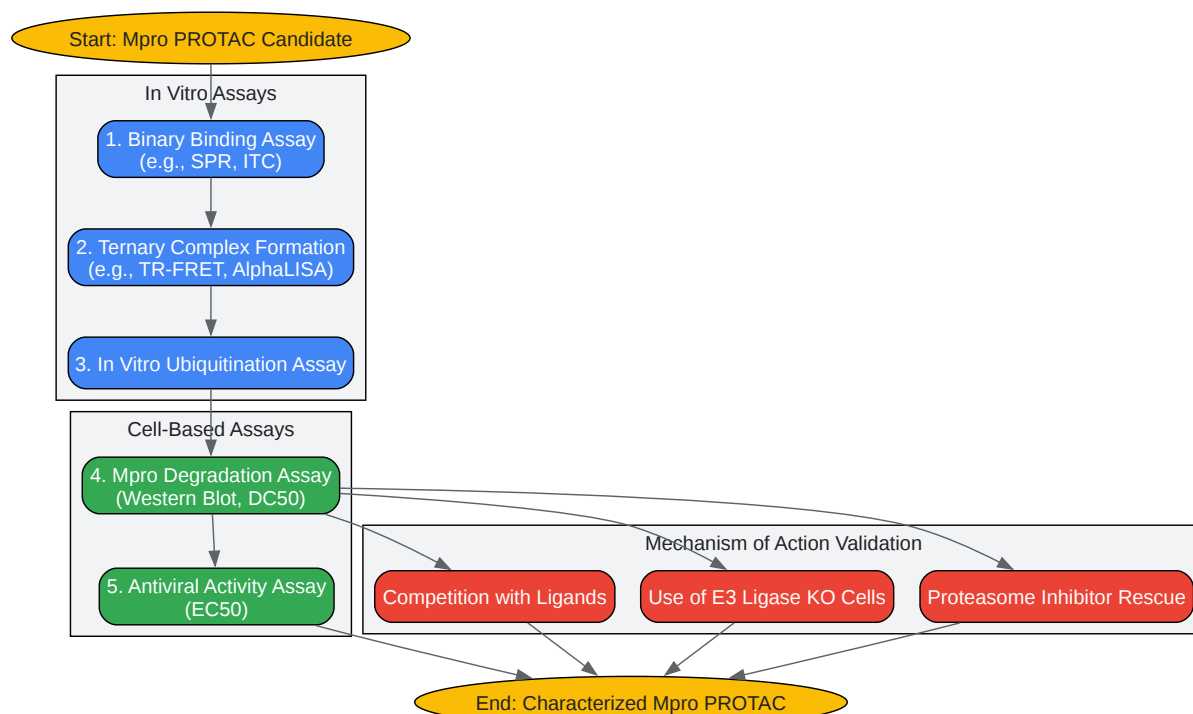 Start: Mpro PROTAC Candidate
In Vitro Assays
1. Binary Binding Assay
(e.g., SPR, ITC)
2. Ternary Complex Formation
(e.g., TR-FRET, AlphaLISA)
3. In Vitro Ubiquitination Assay
Cell-Based Assays
4. Mpro Degradation Assay
(Western Blot, DC50)
5. Antiviral Activity Assay
(EC50)
Mechanism of Action Validation
Competition with Ligands
Use of E3 Ligase KO Cells
Proteasome Inhibitor Rescue
End: Characterized Mpro PROTAC